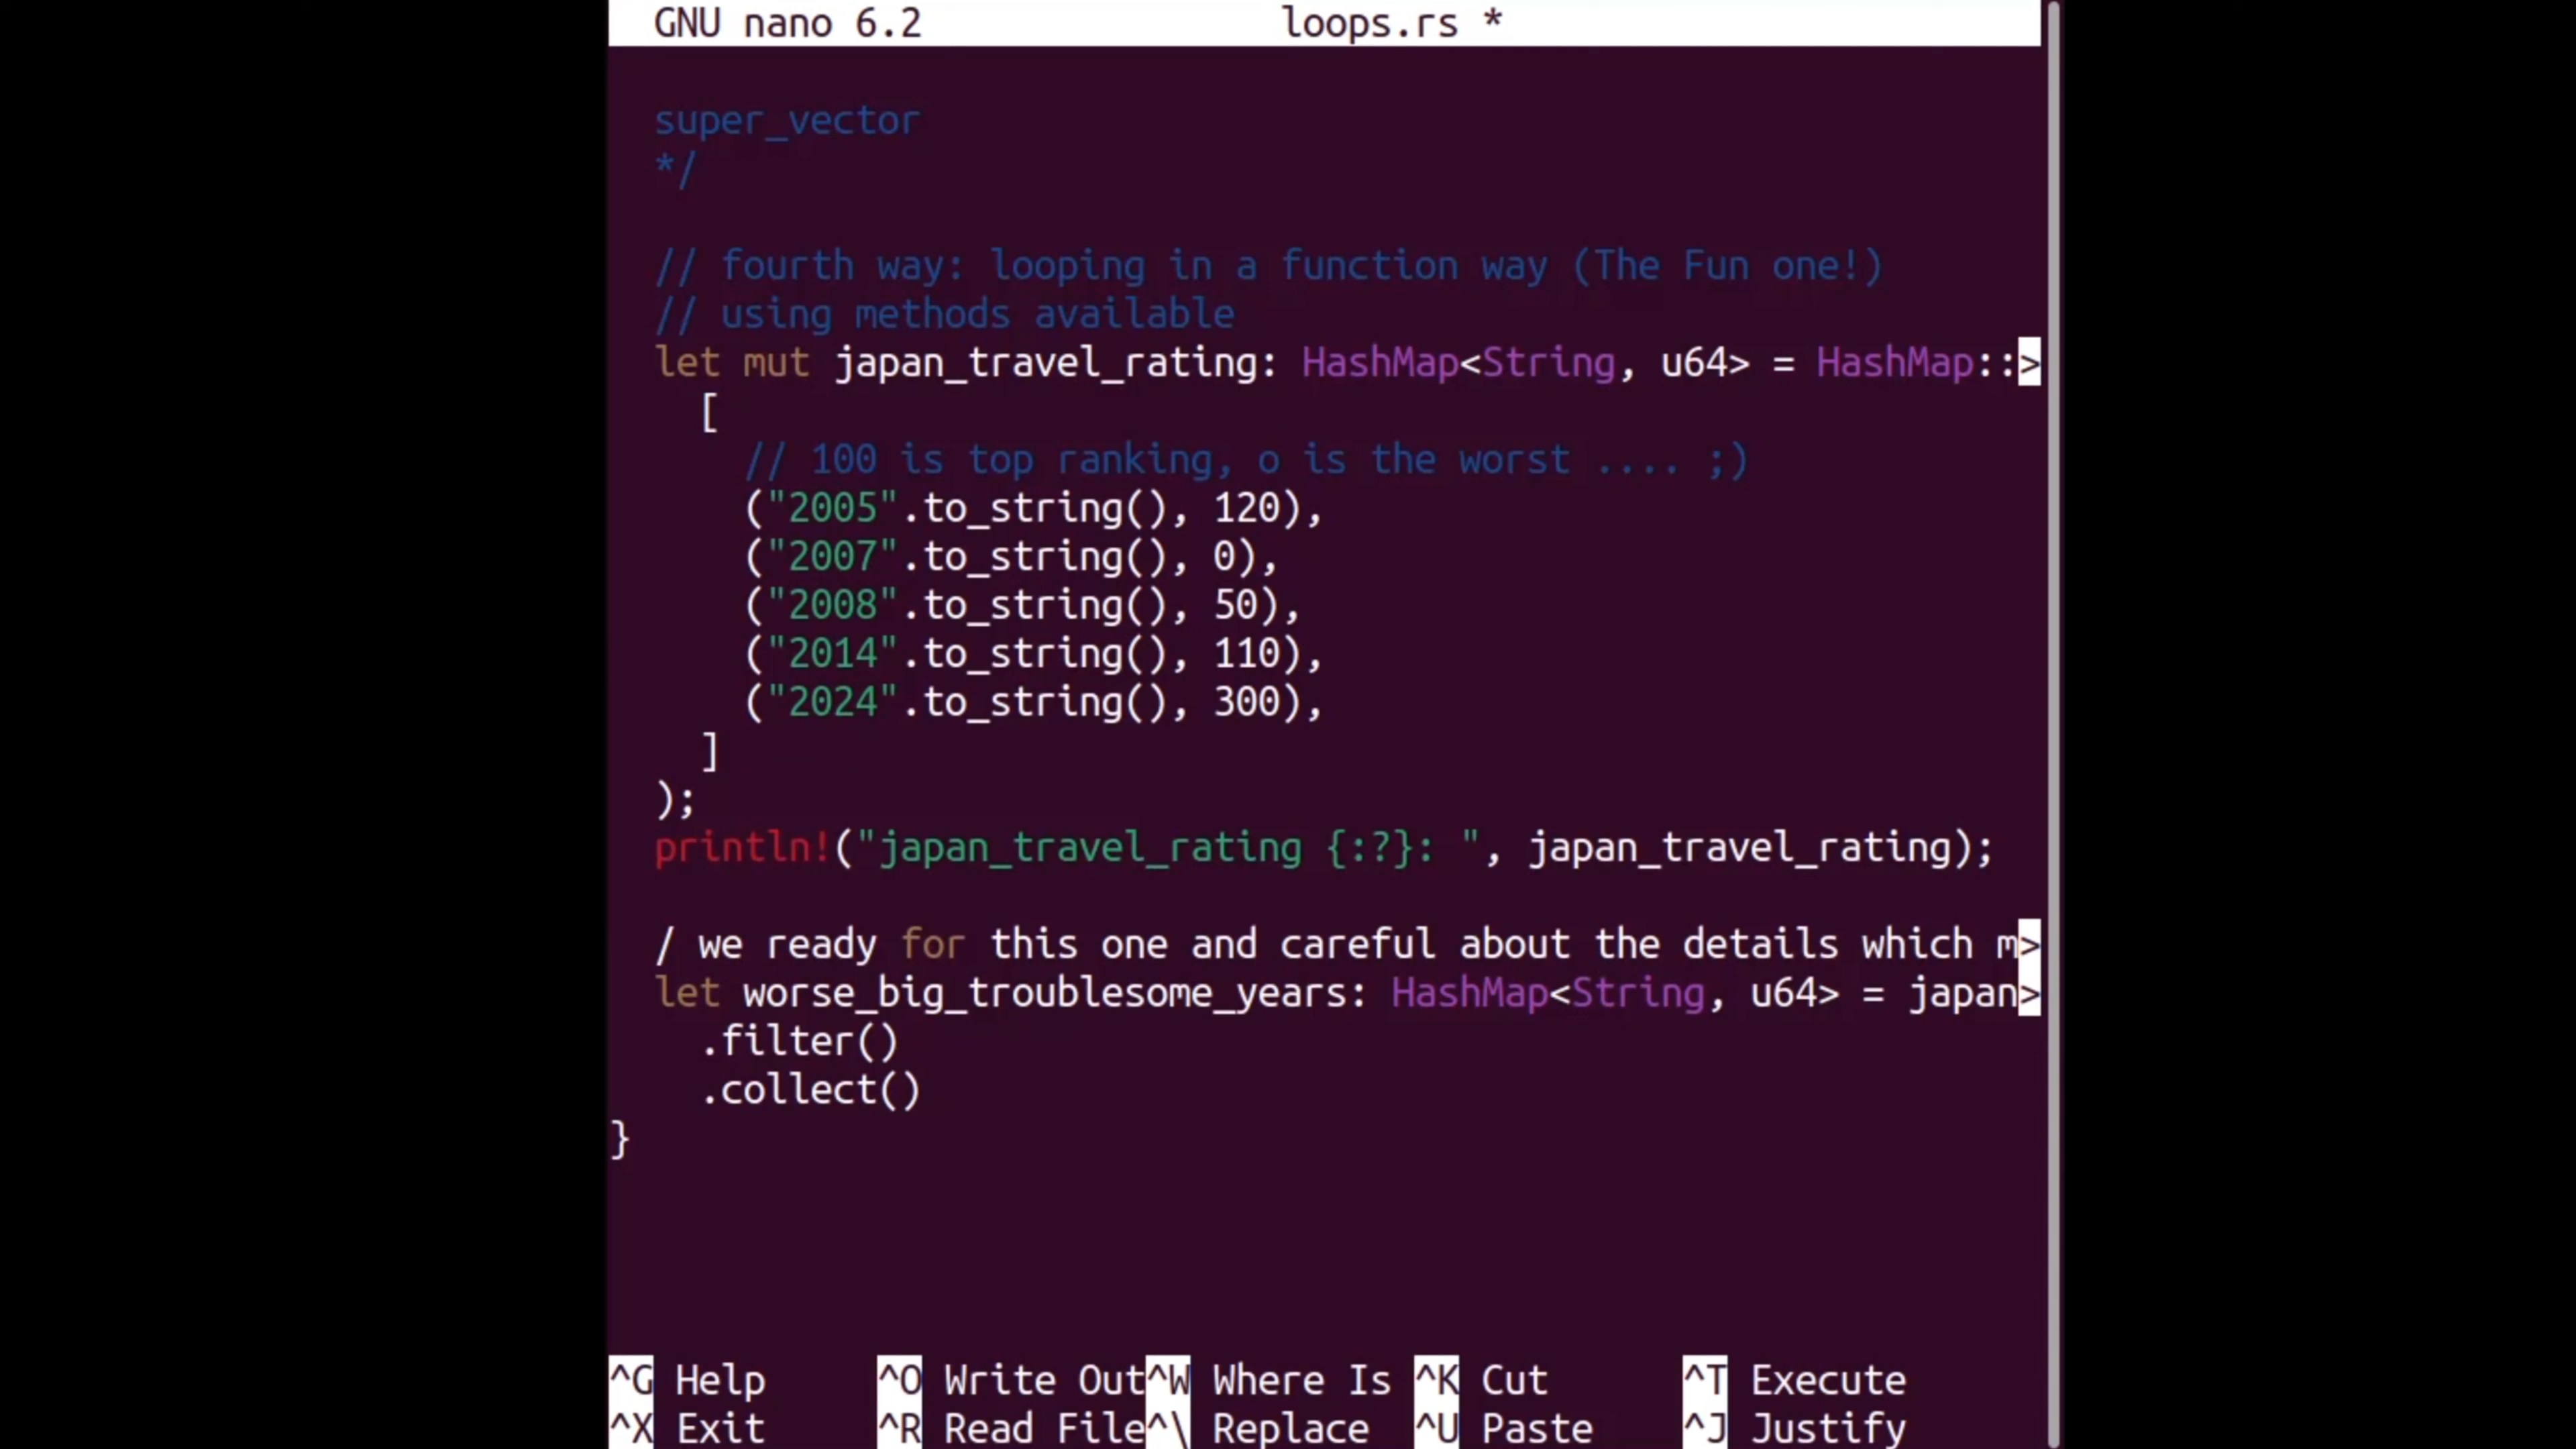 GNU nano 6.2 loops.rs *
super_vector
*/
// fourth way: looping in a function way (The Fun one!)
// using methods available
let mut japan_travel_rating: HashMap<String, u64> = HashMap::>
[
// 100 is top ranking, o is the worst .... ;)
("2005".to_string(), 120),
("2007".to_string(), 0),
("2008".to_string(), 50),
("2014".to_string(), 110),
("2024".to_string(), 300),
]
);
println!("japan_travel_rating {:?}: ", japan_travel_rating);
/ we ready for this one and careful about the details which m>
let worse_big_troublesome_years: HashMap<String, u64> = japan>
.filter()
.collect()
}
^G Help ^O Write Out ^W Where Is ^K Cut ^T Execute
^X Exit ^R Read File ^\ Replace ^U Paste ^J Justify